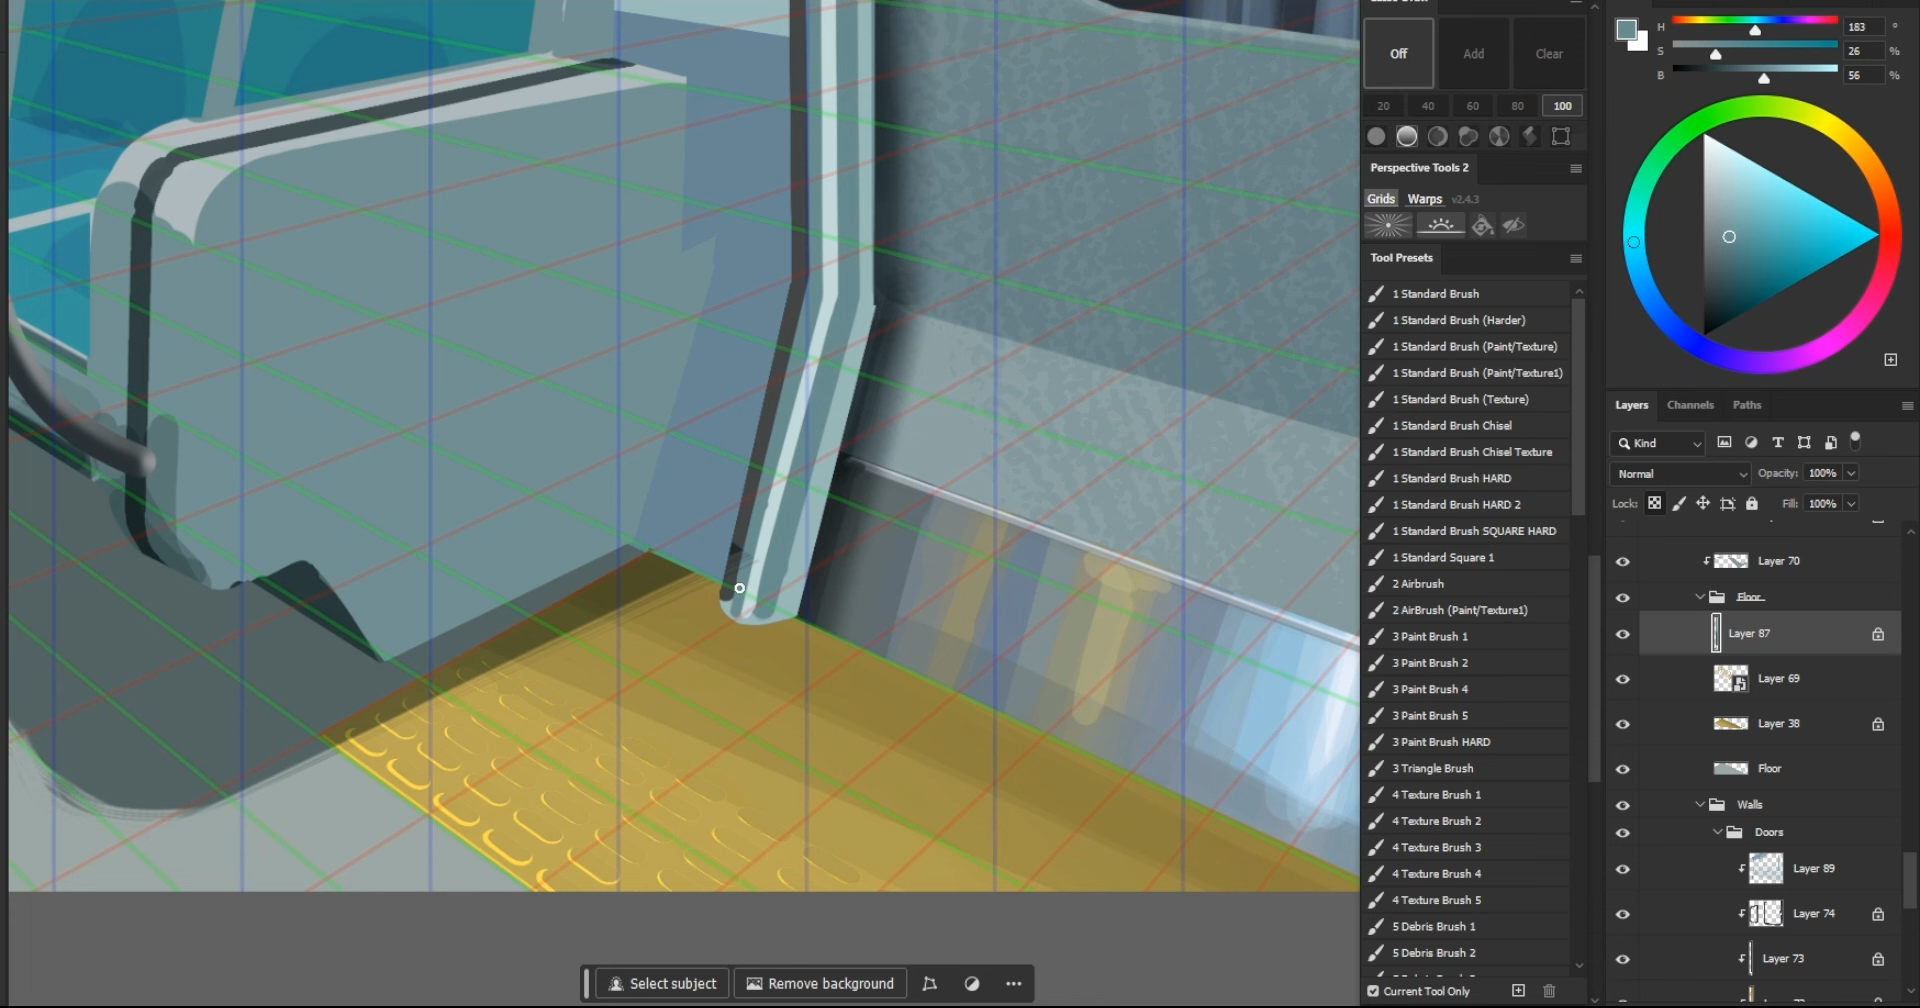 Off
Add
Clear
20
40
60
80
100
Perspective Tools 2
Grids
Warps
v2.4.3
Tool Presets
1 Standard Brush
1 Standard Brush (Harder)
1 Standard Brush (Paint/Texture)
1 Standard Brush (Paint/Texture1)
1 Standard Brush (Texture)
1 Standard Brush Chisel
1 Standard Brush Chisel Texture
1 Standard Brush HARD
1 Standard Brush HARD 2
1 Standard Brush SQUARE HARD
1 Standard Square 1
2 Airbrush
2 AirBrush (Paint/Texture1)
3 Paint Brush 1
3 Paint Brush 2
3 Paint Brush 4
3 Paint Brush 5
3 Paint Brush HARD
3 Triangle Brush
4 Texture Brush 1
4 Texture Brush 2
4 Texture Brush 3
4 Texture Brush 4
4 Texture Brush 5
5 Debris Brush 1
5 Debris Brush 2
Current Tool Only
H 183 °
S 26 %
B 56 %
Layers
Channels
Paths
Kind
Normal
Opacity: 100%
Lock:
Fill: 100%
Layer 70
Floor
Layer 87
Layer 69
Layer 38
Floor
Walls
Doors
Layer 89
Layer 74
Layer 73
Select subject
Remove background